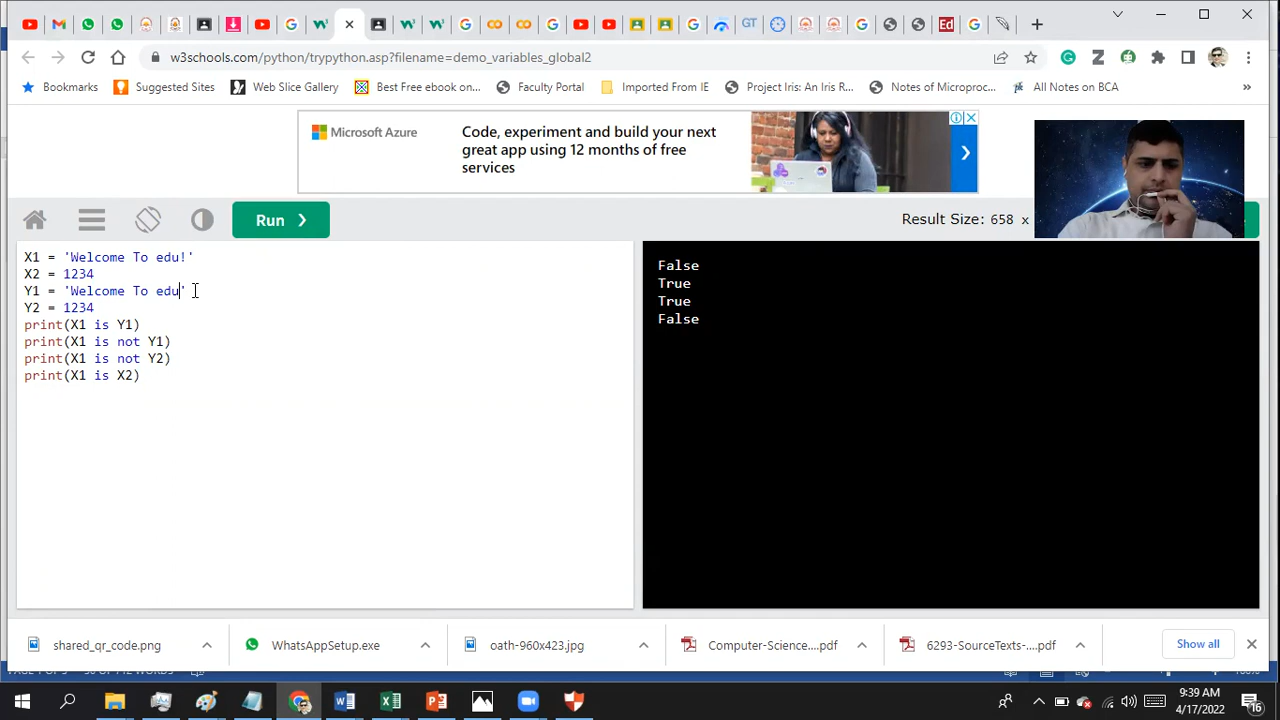 w3schools.com/python/trypython.asp?filename=demo_variables_global2
Bookmarks
Suggested Sites
Web Slice Gallery
Best Free ebook on...
Faculty Portal
Imported From IE
Project Iris: An Iris R...
Notes of Microproc...
All Notes on BCA
»
Microsoft Azure
Code, experiment and build your next
great app using 12 months of free
services
Run ❯
Result Size: 658 x
X1 = 'Welcome To edu!'
X2 = 1234
Y1 = 'Welcome To edu'
Y2 = 1234
print(X1 is Y1)
print(X1 is not Y1)
print(X1 is not Y2)
print(X1 is X2)
False
True
True
False
shared_qr_code.png
WhatsAppSetup.exe
oath-960x423.jpg
Computer-Science....pdf
6293-SourceTexts-....pdf
Show all
9:39 AM
4/17/2022
16